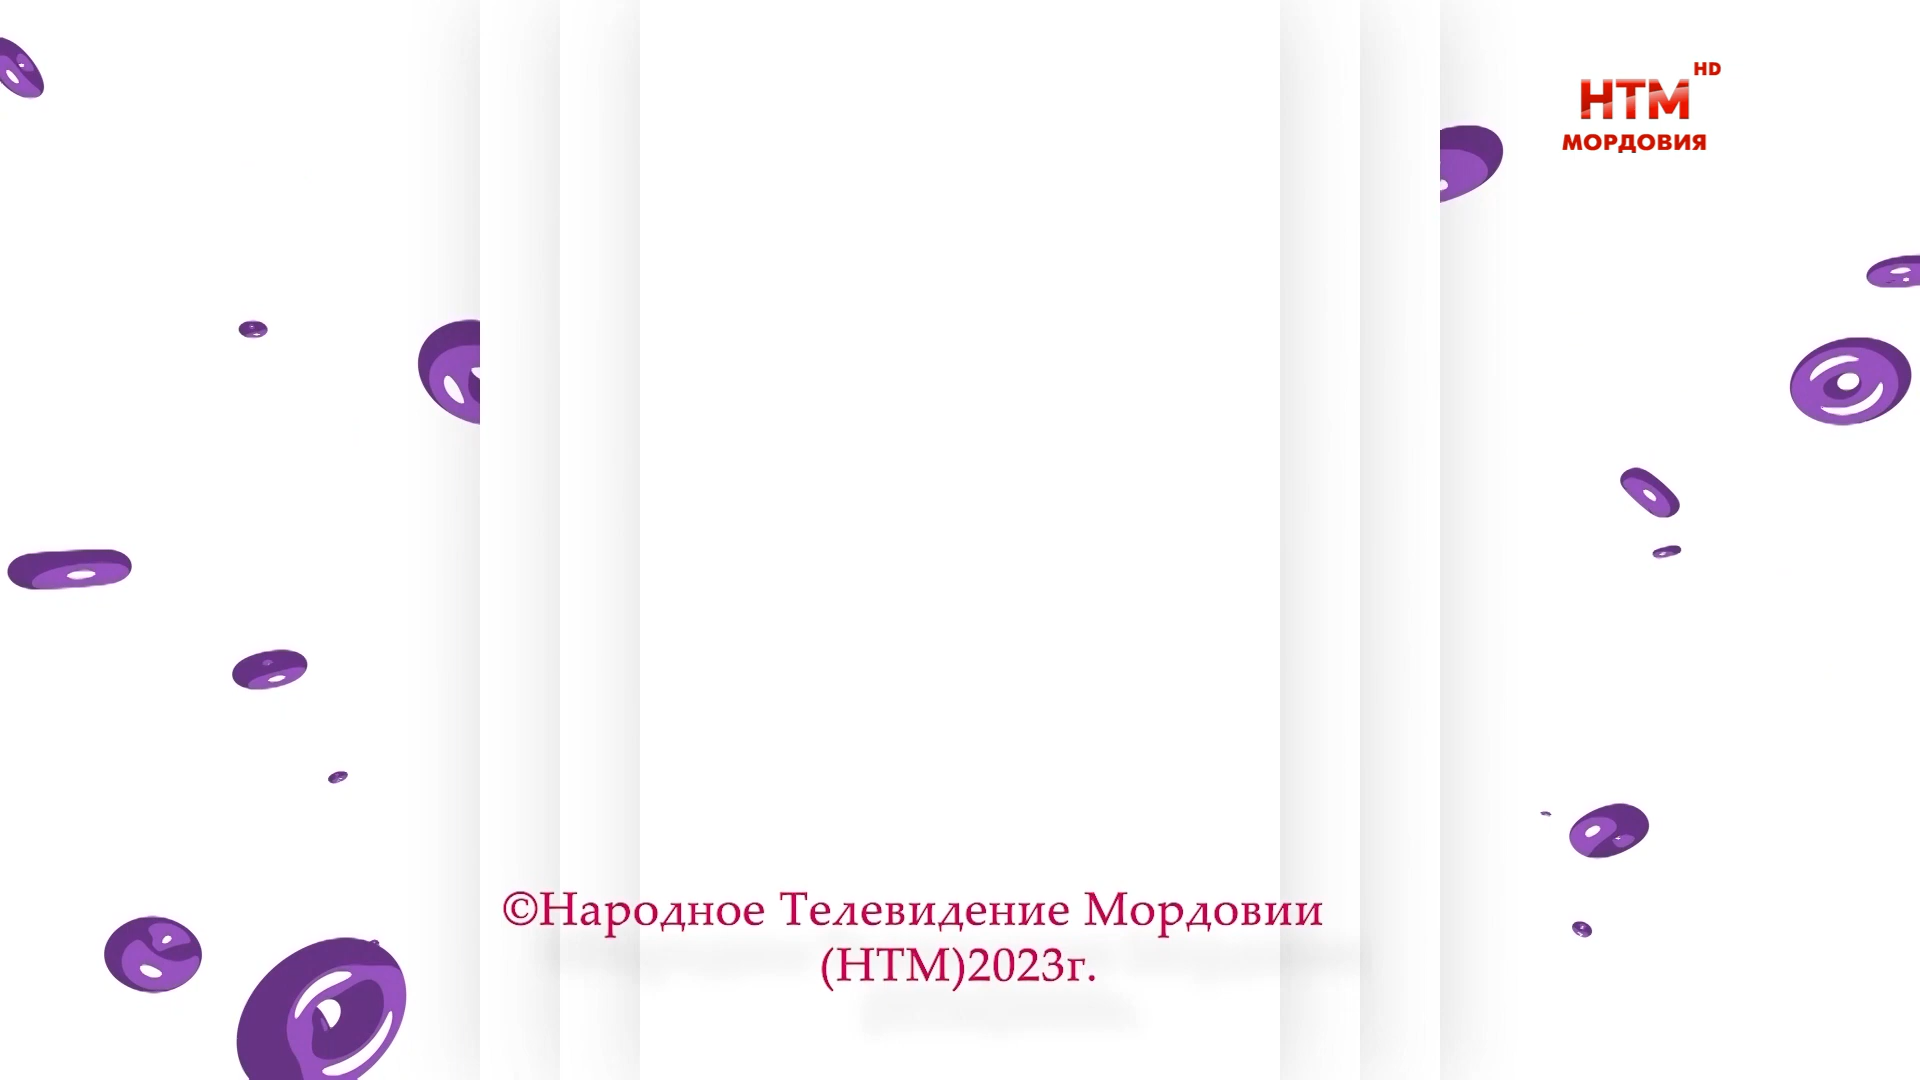 HD
НТМ
МОРДОВИЯ
©Народное Телевидение Мордовии
(НТМ)2023г.